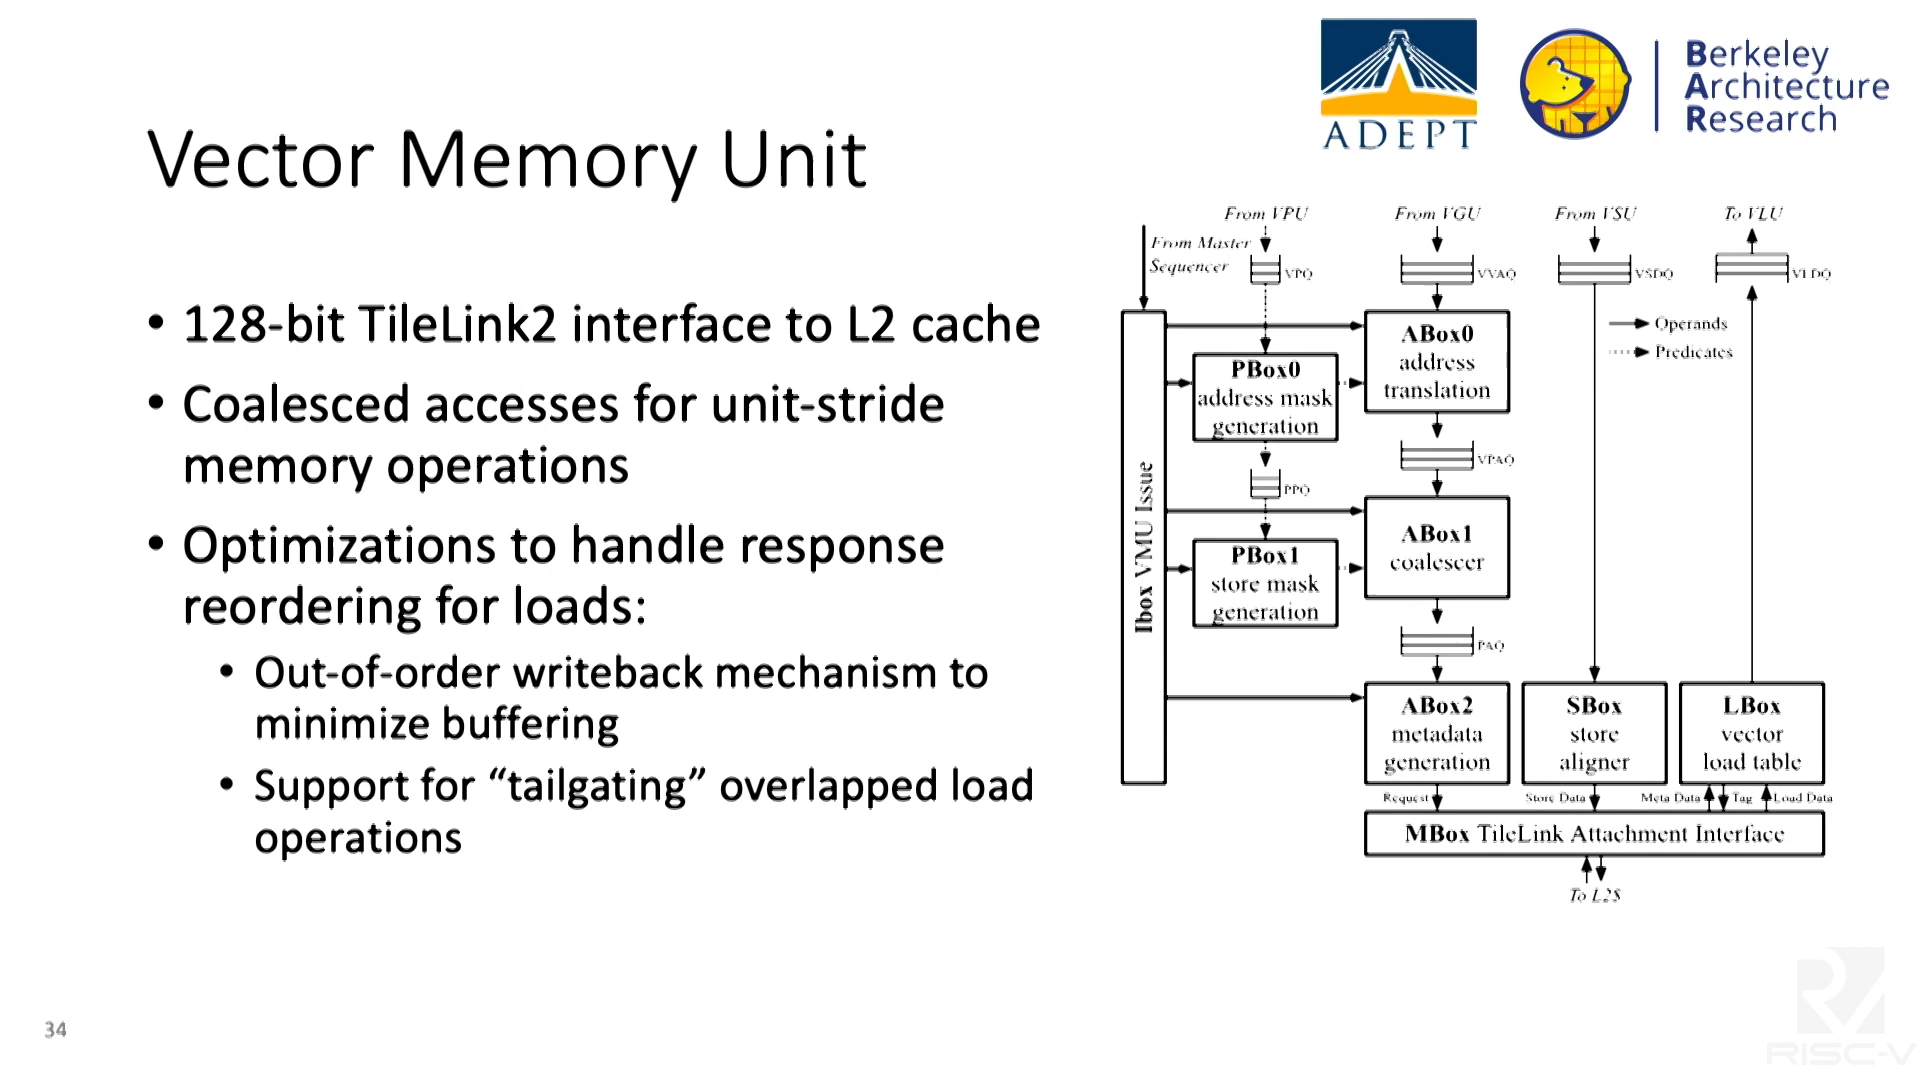 ADEPT
Berkeley
Architecture
Research
Vector Memory Unit
• 128-bit TileLink2 interface to L2 cache
• Coalesced accesses for unit-stride
memory operations
• Optimizations to handle response
reordering for loads:
• Out-of-order writeback mechanism to
minimize buffering
• Support for “tailgating” overlapped load
operations
From VPU
From VGU
From VSU
To VLU
From Master
Sequencer
VPQ
VVAQ
VSDQ
VLDQ
Operands
Predicates
Ibox VMU Issue
PBox0
address mask
generation
ABox0
address
translation
VPAQ
PPQ
PBox1
store mask
generation
ABox1
coalescer
PAQ
ABox2
metadata
generation
SBox
store
aligner
LBox
vector
load table
Request
Store Data
Meta Data
Tag
Load Data
MBox TileLink Attachment Interface
To L2$
34
RISC-V